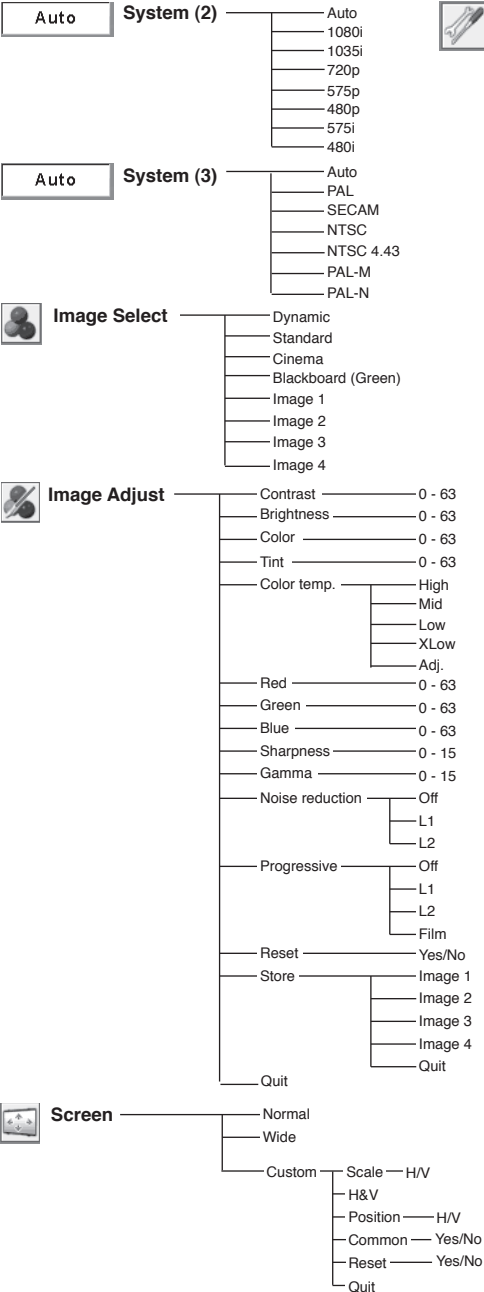 Auto System (2) Auto
1080i
1035i
720p
575p
480p
575i
480i
Auto System (3) Auto
PAL
SECAM
NTSC
NTSC 4.43
PAL-M
PAL-N
Image Select Dynamic
Standard
Cinema
Blackboard (Green)
Image 1
Image 2
Image 3
Image 4
Image Adjust Contrast 0 - 63
Brightness 0 - 63
Color 0 - 63
Tint 0 - 63
Color temp. High
Mid
Low
XLow
Adj.
Red 0 - 63
Green 0 - 63
Blue 0 - 63
Sharpness 0 - 15
Gamma 0 - 15
Noise reduction Off
L1
L2
Progressive Off
L1
L2
Film
Reset Yes/No
Store Image 1
Image 2
Image 3
Image 4
Quit
Quit
Screen Normal
Wide
Custom Scale H/V
H&V
Position H/V
Common Yes/No
Reset Yes/No
Quit